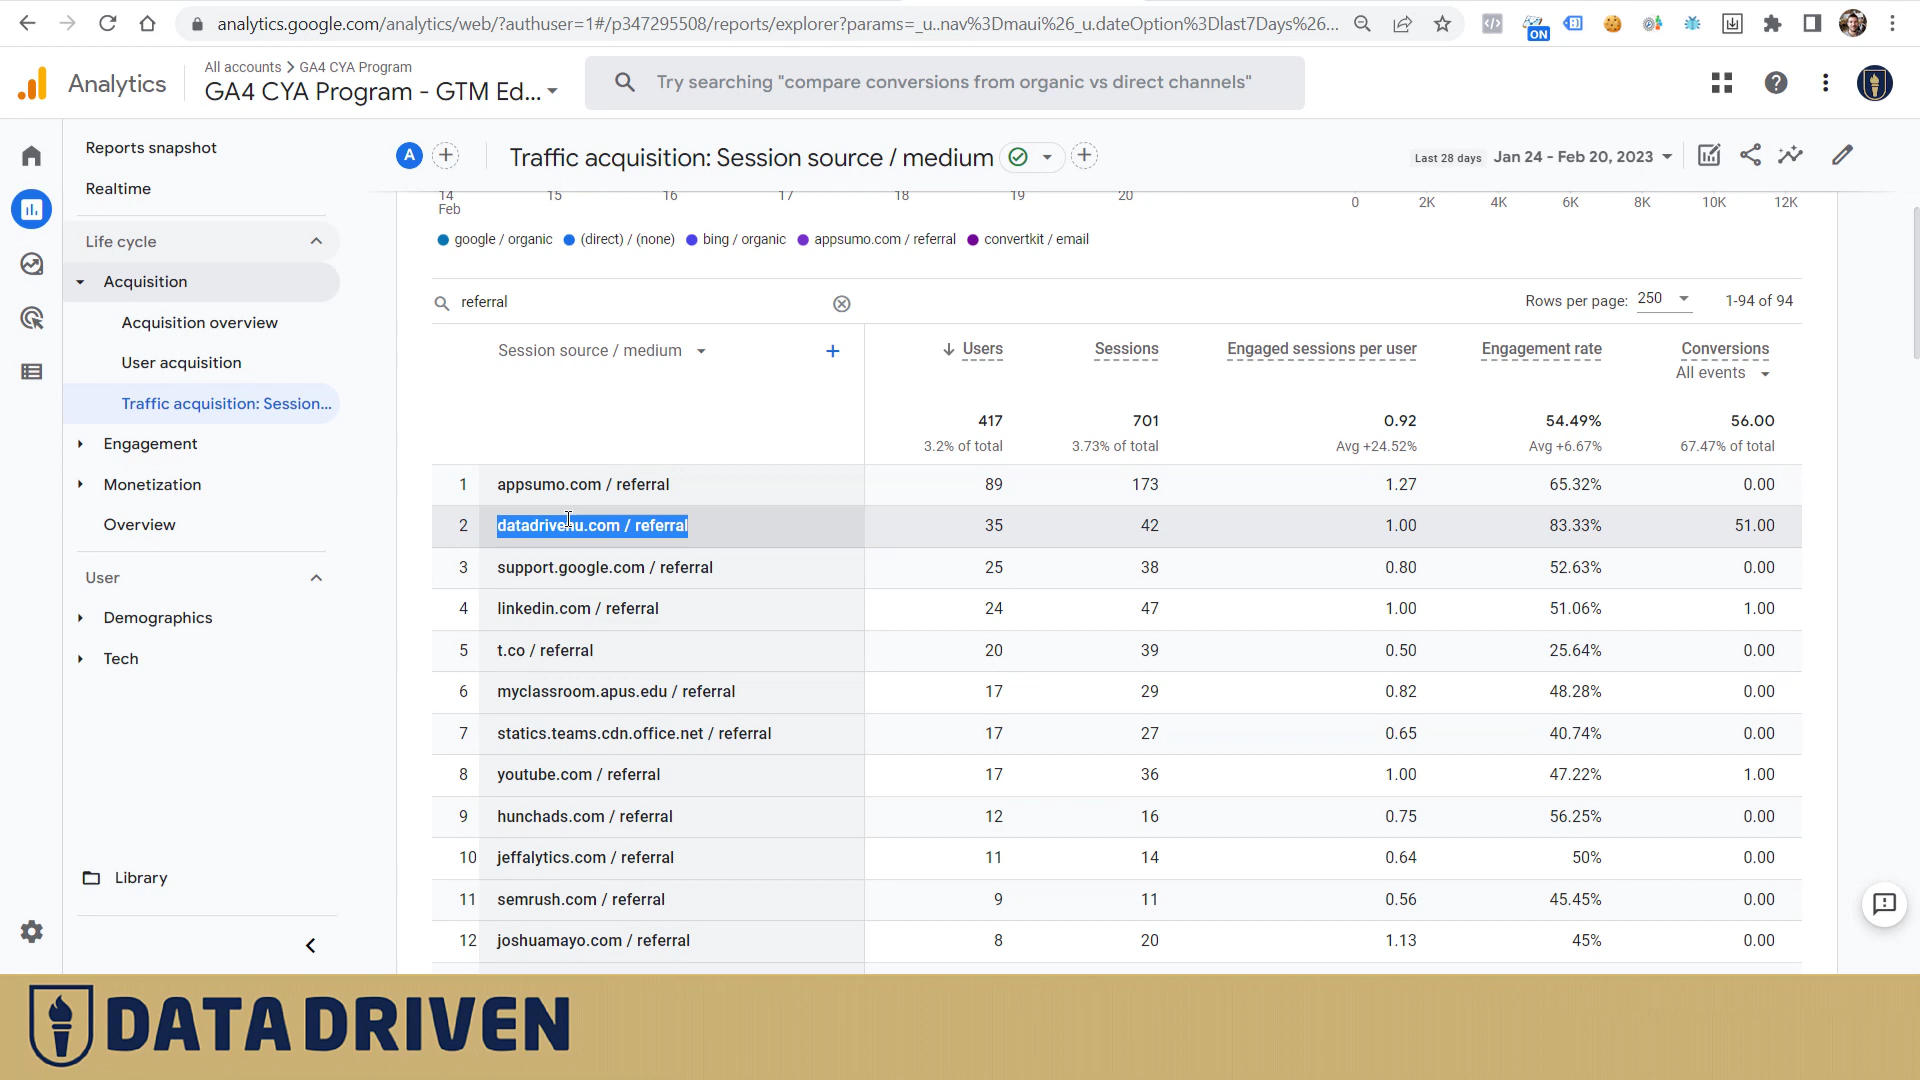 analytics.google.com/analytics/web/?authuser=1#/p347295508/reports/explorer?params=_u..nav%3Dmaui%26_u.dateOption%3Dlast7Days%26...
ON
Analytics
All accounts > GA4 CYA Program
GA4 CYA Program - GTM Ed...
Try searching "compare conversions from organic vs direct channels"
Reports snapshot
Realtime
Life cycle
Acquisition
Acquisition overview
User acquisition
Traffic acquisition: Session...
Engagement
Monetization
Overview
User
Demographics
Tech
Library
A
Traffic acquisition: Session source / medium
Last 28 days Jan 24 - Feb 20, 2023
14 15 16 17 18 19 20
Feb
0 2K 4K 6K 8K 10K 12K
google / organic (direct) / (none) bing / organic appsumo.com / referral convertkit / email
referral
Rows per page: 250 1-94 of 94
Session source / medium Users Sessions Engaged sessions per user Engagement rate Conversions
All events
417 701 0.92 54.49% 56.00
3.2% of total 3.73% of total Avg +24.52% Avg +6.67% 67.47% of total
1 appsumo.com / referral 89 173 1.27 65.32% 0.00
2 datadrivenu.com / referral 35 42 1.00 83.33% 51.00
3 support.google.com / referral 25 38 0.80 52.63% 0.00
4 linkedin.com / referral 24 47 1.00 51.06% 1.00
5 t.co / referral 20 39 0.50 25.64% 0.00
6 myclassroom.apus.edu / referral 17 29 0.82 48.28% 0.00
7 statics.teams.cdn.office.net / referral 17 27 0.65 40.74% 0.00
8 youtube.com / referral 17 36 1.00 47.22% 1.00
9 hunchads.com / referral 12 16 0.75 56.25% 0.00
10 jeffalytics.com / referral 11 14 0.64 50% 0.00
11 semrush.com / referral 9 11 0.56 45.45% 0.00
12 joshuamayo.com / referral 8 20 1.13 45% 0.00
DATA DRIVEN